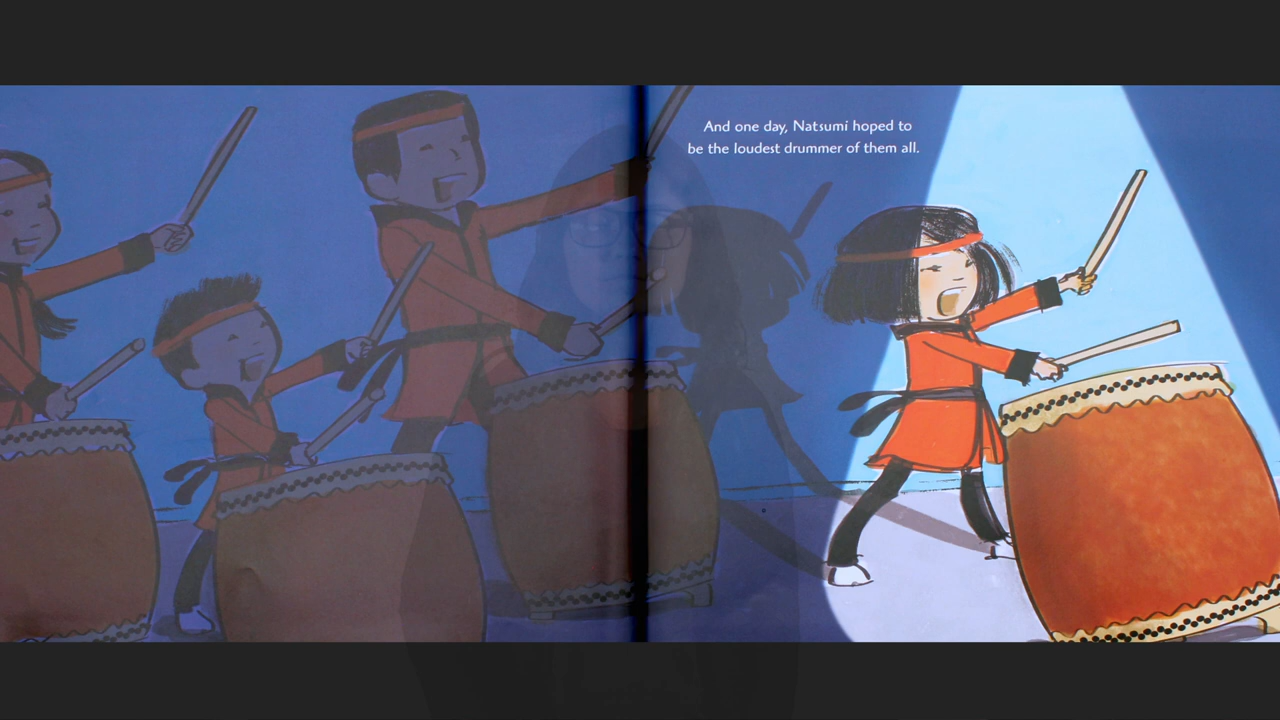 And one day, Natsumi hoped to
be the loudest drummer of them all.